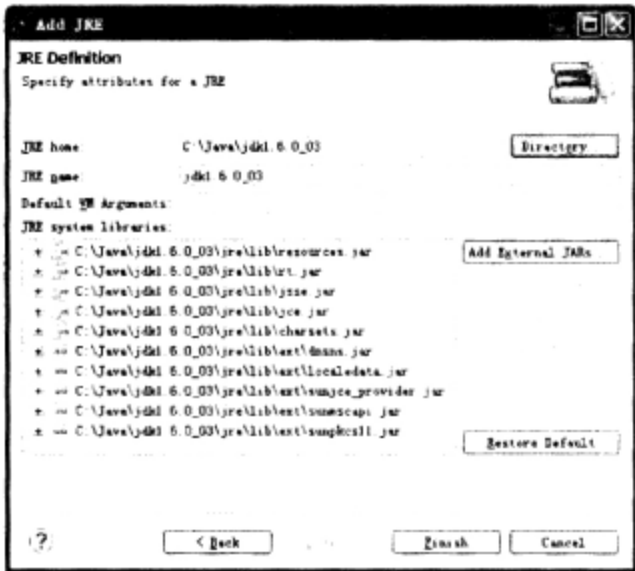 Add JRE
JRE Definition
Specify attributes for a JRE
JRE home C:\Java\jdk1.6.0_03 Directory...
JRE name jdk1.6.0_03
Default VM Arguments:
JRE system libraries:
C:\Java\jdk1.6.0_03\jre\lib\resources.jar Add External JARs
C:\Java\jdk1.6.0_03\jre\lib\rt.jar
C:\Java\jdk1.6.0_03\jre\lib\jsse.jar
C:\Java\jdk1.6.0_03\jre\lib\jce.jar
C:\Java\jdk1.6.0_03\jre\lib\charsets.jar
C:\Java\jdk1.6.0_03\jre\lib\ext\dnsns.jar
C:\Java\jdk1.6.0_03\jre\lib\ext\localedata.jar
C:\Java\jdk1.6.0_03\jre\lib\ext\sunjce_provider.jar
C:\Java\jdk1.6.0_03\jre\lib\ext\sunmscapi.jar
C:\Java\jdk1.6.0_03\jre\lib\ext\sunpkcs11.jar
Restore Default
? < Back Finish Cancel